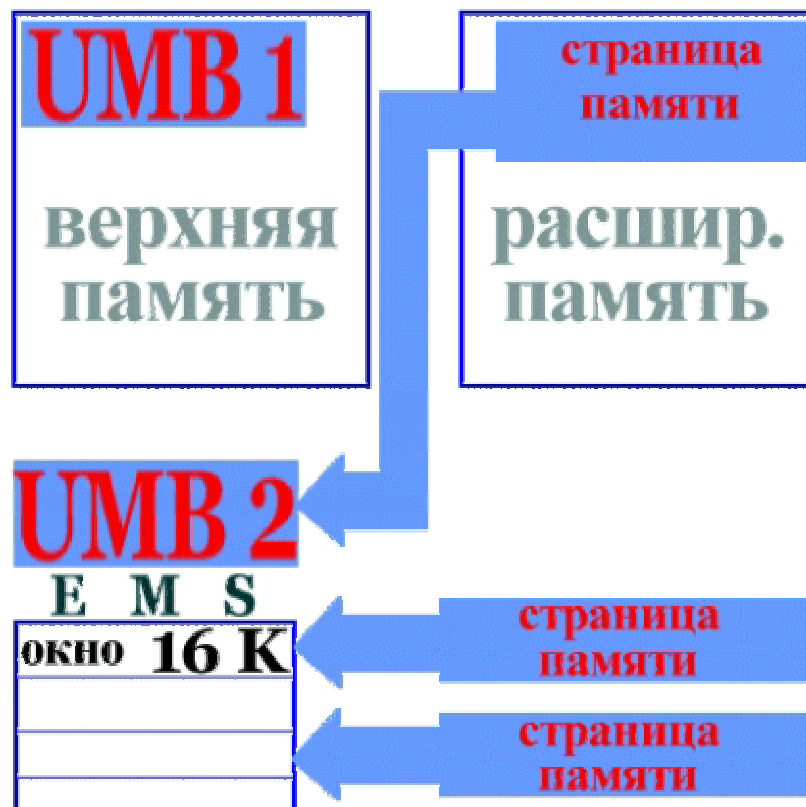 UMB 1
страница
памяти
верхняя
память
расшир.
память
UMB 2
E M S
окно 16 K
страница
памяти
страница
памяти